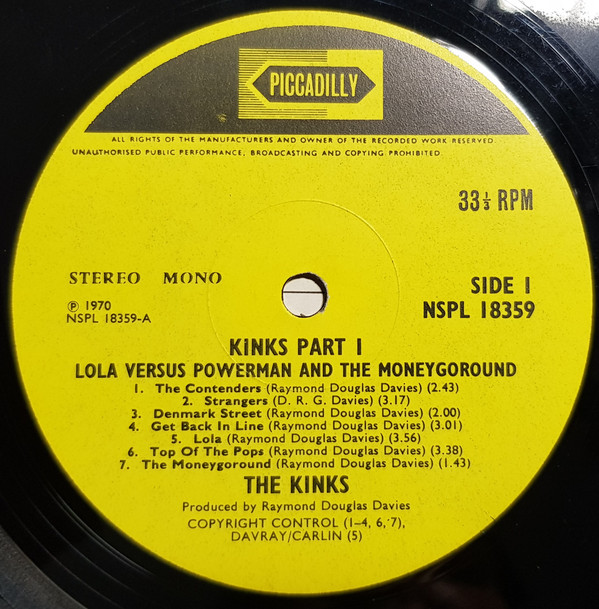 PICCADILLY
ALL RIGHTS OF THE MANUFACTURERS AND OWNER OF THE RECORDED WORK RESERVED.
UNAUTHORISED PUBLIC PERFORMANCE, BROADCASTING AND COPYING PROHIBITED.
33⅓ RPM
STEREO MONO
Ⓟ 1970
NSPL 18359-A
SIDE 1
NSPL 18359
KINKS PART 1
LOLA VERSUS POWERMAN AND THE MONEYGOROUND
1. The Contenders (Raymond Douglas Davies) (2.43)
2. Strangers (D. R. G. Davies) (3.17)
3. Denmark Street (Raymond Douglas Davies) (2.00)
4. Get Back In Line (Raymond Douglas Davies) (3.01)
5. Lola (Raymond Douglas Davies) (3.56)
6. Top Of The Pops (Raymond Douglas Davies) (3.38)
7. The Moneygoround (Raymond Douglas Davies) (1.43)
THE KINKS
Produced by Raymond Douglas Davies
COPYRIGHT CONTROL (1-4, 6, 7),
DAVRAY/CARLIN (5)